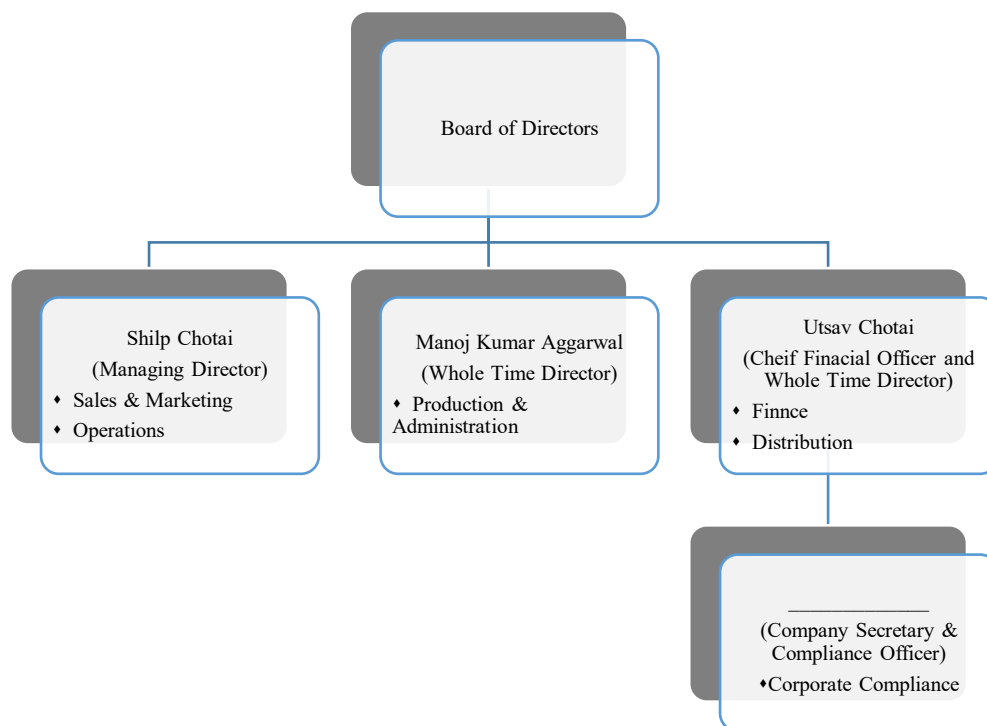 Board of Directors
Shilp Chotai
(Managing Director)
♦ Sales & Marketing
♦ Operations
Manoj Kumar Aggarwal
(Whole Time Director)
♦ Production &
Administration
Utsav Chotai
(Cheif Finacial Officer and
Whole Time Director)
♦ Finnce
♦ Distribution
_____________
(Company Secretary &
Compliance Officer)
♦Corporate Compliance